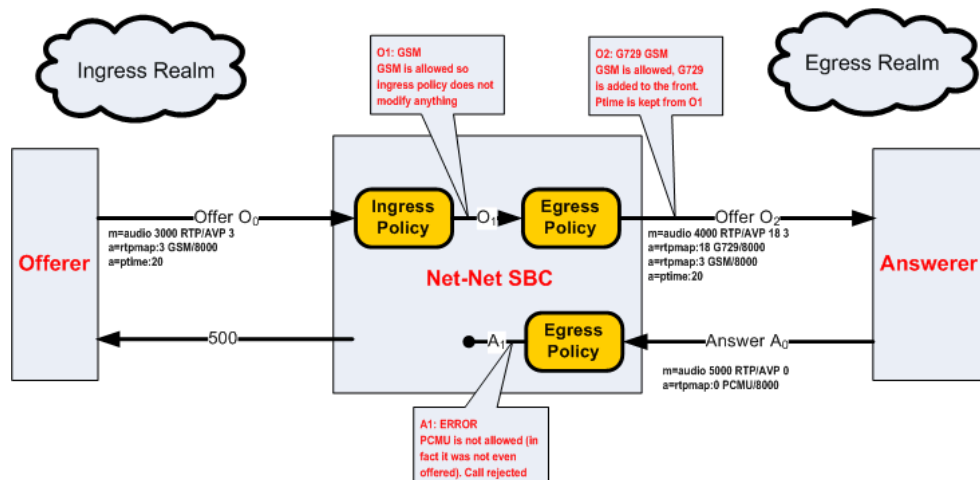 Ingress Realm
Egress Realm
O1: GSM
GSM is allowed so
ingress policy does not
modify anything
O2: G729 GSM
GSM is allowed, G729
is added to the front.
Ptime is kept from O1
Offerer
Offer O0
m=audio 3000 RTP/AVP 3
a=rtpmap:3 GSM/8000
a=ptime:20
Ingress
Policy
O1
Egress
Policy
Net-Net SBC
Offer O2
m=audio 4000 RTP/AVP 18 3
a=rtpmap:18 G729/8000
a=rtpmap:3 GSM/8000
a=ptime:20
Answerer
500
A1
Egress
Policy
Answer A0
m=audio 5000 RTP/AVP 0
a=rtpmap:0 PCMU/8000
A1: ERROR
PCMU is not allowed (in
fact it was not even
offered). Call rejected